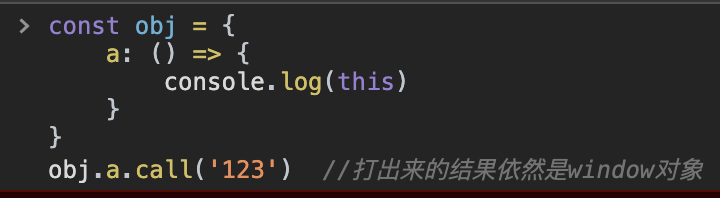 > const obj = {
a: () => {
console.log(this)
}
}
obj.a.call('123') //打出来的结果依然是window对象